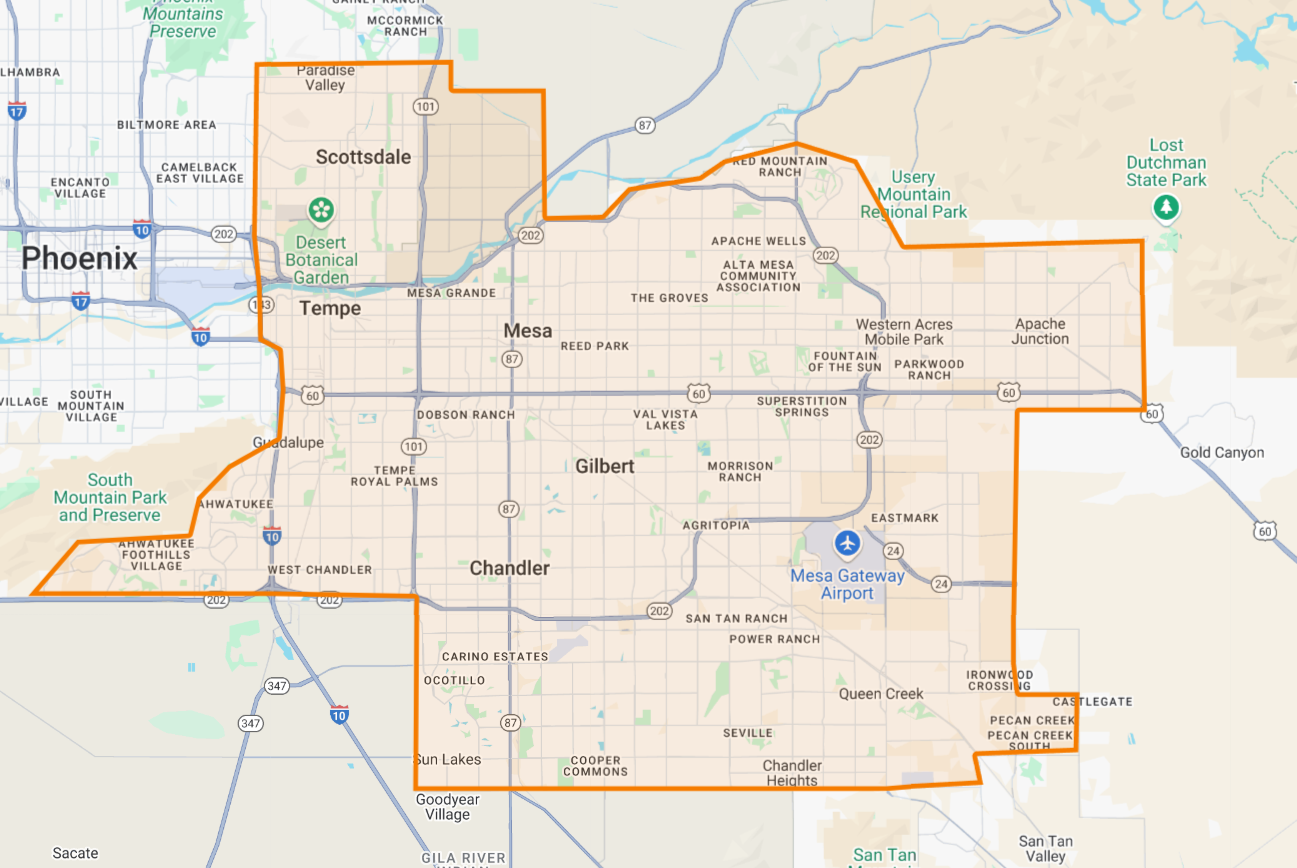 Phoenix
Mountains
Preserve
GAINEY RANCH
MCCORMICK
RANCH
LHAMBRA
17
Paradise
Valley
101
BILTMORE AREA
87
Scottsdale
CAMELBACK
EAST VILLAGE
ENCANTO
VILLAGE
RED MOUNTAIN
RANCH
Usery
Mountain
Regional Park
Lost
Dutchman
State Park
10
202
Phoenix
Desert
Botanical
Garden
202
APACHE WELLS
202
ALTA MESA
COMMUNITY
ASSOCIATION
17
143
MESA GRANDE
THE GROVES
Tempe
10
Mesa
REED PARK
87
Western Acres
Mobile Park
Apache
Junction
FOUNTAIN
OF THE SUN
PARKWOOD
RANCH
60
60
60
VILLAGE
SOUTH
MOUNTAIN
VILLAGE
DOBSON RANCH
VAL VISTA
LAKES
SUPERSTITION
SPRINGS
60
Guadalupe
101
202
Gold Canyon
TEMPE
ROYAL PALMS
Gilbert
MORRISON
RANCH
South
Mountain Park
and Preserve
AHWATUKEE
87
AGRITOPIA
EASTMARK
60
10
AHWATUKEE
FOOTHILLS
VILLAGE
WEST CHANDLER
Chandler
24
Mesa Gateway
Airport
24
202
202
202
SAN TAN RANCH
POWER RANCH
CARINO ESTATES
OCOTILLO
347
IRONWOOD
CROSSING
Queen Creek
CASTLEGATE
10
347
87
PECAN CREEK
PECAN CREEK
SOUTH
SEVILLE
Sun Lakes
COOPER
COMMONS
Chandler
Heights
Goodyear
Village
Sacate
GILA RIVER
San Tan
San Tan
Valley